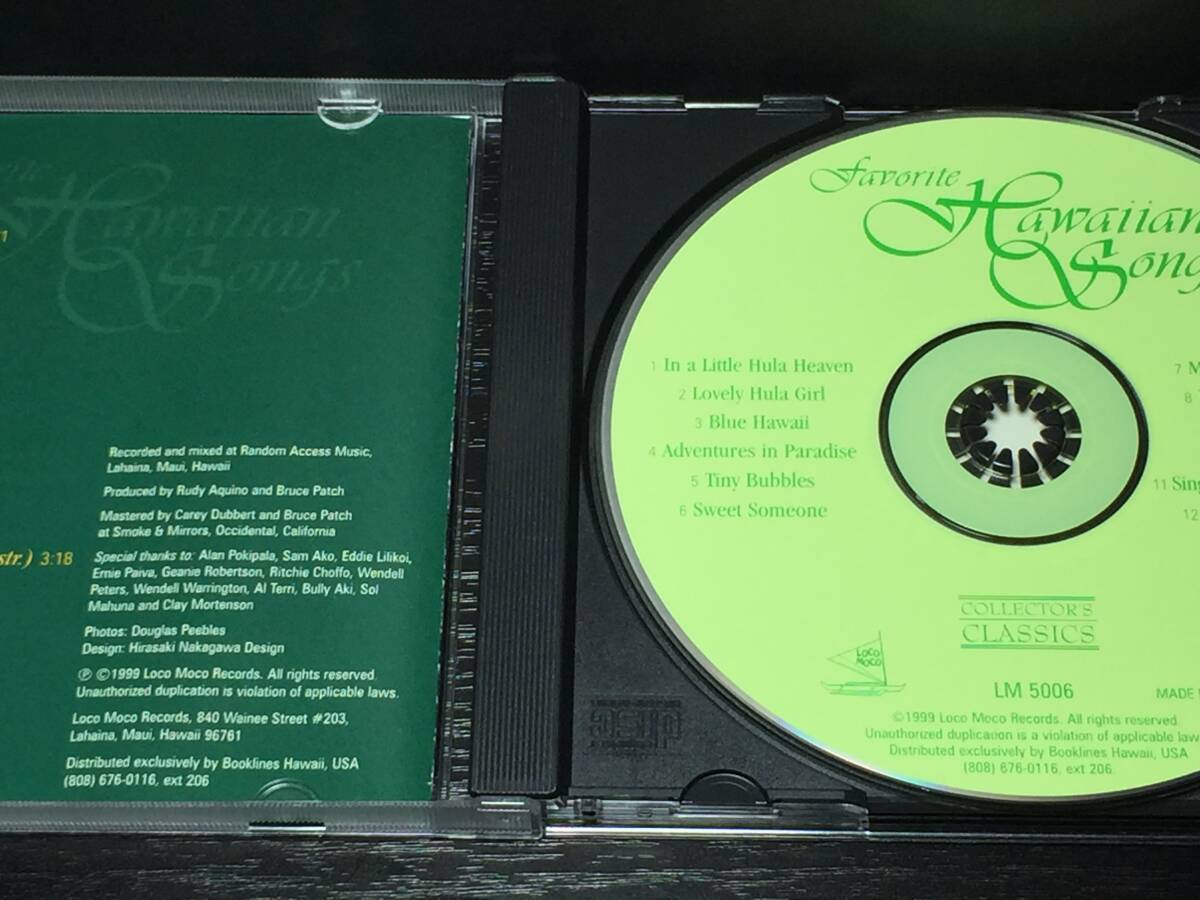 Hawaiian
Songs
Recorded and mixed at Random Access Music,
Lahaina, Maui, Hawaii
Produced by Rudy Aquino and Bruce Patch
Mastered by Carey Dubbert and Bruce Patch
at Smoke & Mirrors, Occidental, California
str.) 3:18
Special thanks to: Alan Pokipala, Sam Ako, Eddie Lilikoi,
Ernie Paiva, Geanie Robertson, Ritchie Choffo, Wendell
Peters, Wendell Warrington, Al Terri, Bully Aki, Sol
Mahuna and Clay Mortenson
Photos: Douglas Peebles
Design: Hirasaki Nakagawa Design
℗ ©1999 Loco Moco Records. All rights reserved.
Unauthorized duplication is violation of applicable laws.
Loco Moco Records, 840 Wainee Street #203,
Lahaina, Maui, Hawaii 96761
Distributed exclusively by Booklines Hawaii, USA
(808) 676-0116, ext 206
Favorite
Hawaiian
Song
1 In a Little Hula Heaven
2 Lovely Hula Girl
3 Blue Hawaii
4 Adventures in Paradise
5 Tiny Bubbles
6 Sweet Someone
7 M
8
11 Sing
12
COLLECTOR'S
CLASSICS
LOCO
MOCO
LM 5006
MADE
©1999 Loco Moco Records. All rights reserved.
Unauthorized duplication is a violation of applicable law
Distributed exclusively by Booklines Hawaii, USA
(808) 676-0116, ext 206.